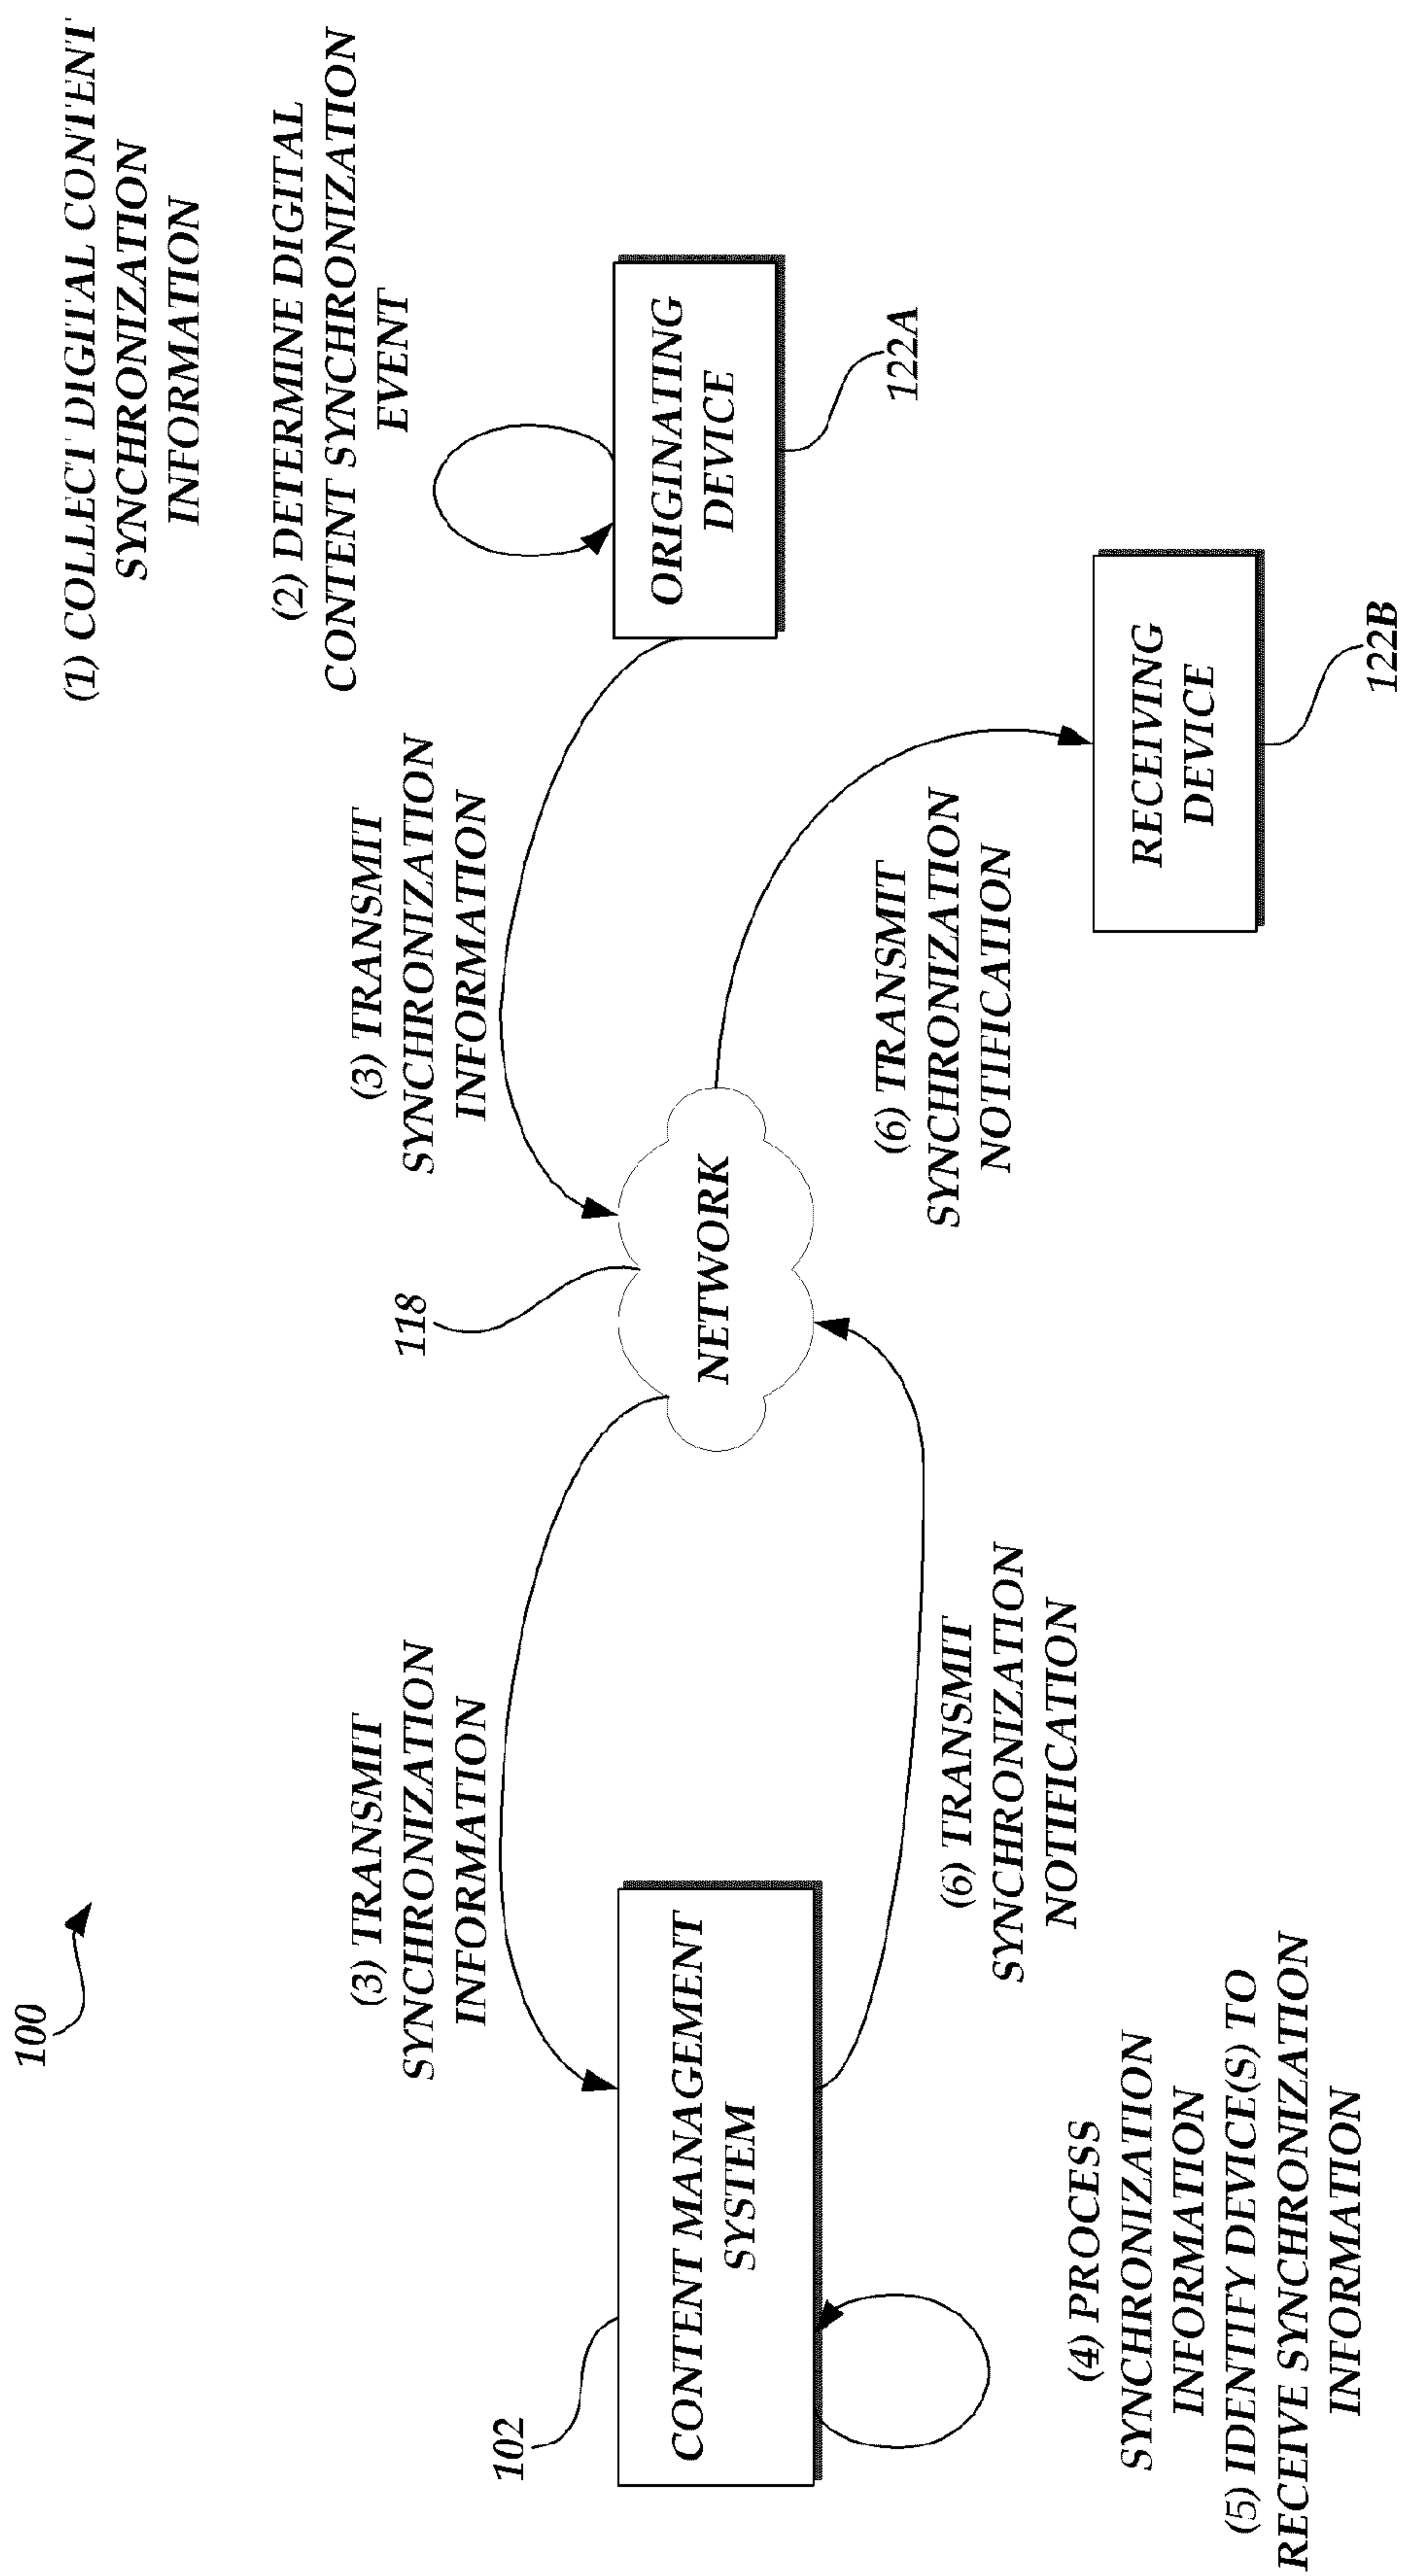 100
(1) COLLECT DIGITAL CONTENT
SYNCHRONIZATION
INFORMATION
(2) DETERMINE DIGITAL
CONTENT SYNCHRONIZATION
EVENT
(3) TRANSMIT
SYNCHRONIZATION
INFORMATION
118
(3) TRANSMIT
SYNCHRONIZATION
INFORMATION
102
CONTENT MANAGEMENT
SYSTEM
NETWORK
ORIGINATING
DEVICE
122A
(6) TRANSMIT
SYNCHRONIZATION
NOTIFICATION
(6) TRANSMIT
SYNCHRONIZATION
NOTIFICATION
(4) PROCESS
SYNCHRONIZATION
INFORMATION
(5) IDENTIFY DEVICE(S) TO
RECEIVE SYNCHRONIZATION
INFORMATION
RECEIVING
DEVICE
122B